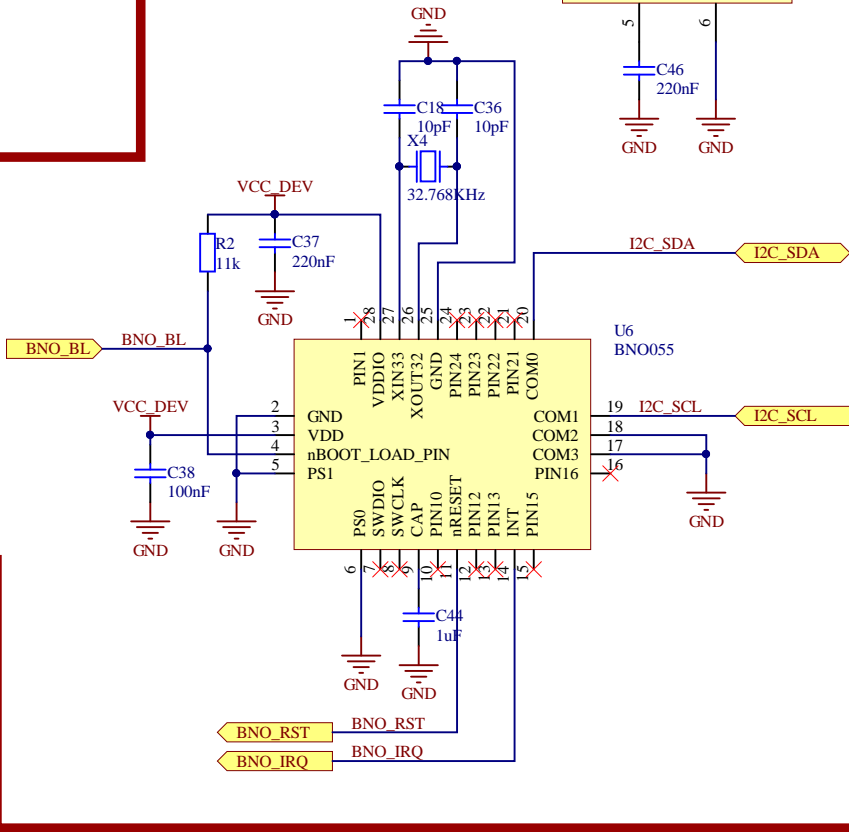 GND
5
6
C46
220nF
GND
GND
C18
10pF
C36
10pF
X4
32.768KHz
VCC_DEV
R2
11k
C37
220nF
GND
I2C_SDA
I2C_SDA
1
28
27
26
25
24
23
22
21
20
U6
BNO055
BNO_BL
BNO_BL
PIN1
VDDIO
XIN33
XOUT32
GND
PIN24
PIN23
PIN22
PIN21
COM0
VCC_DEV
2
GND
3
VDD
4
nBOOT_LOAD_PIN
5
PS1
COM1
19
I2C_SCL
I2C_SCL
COM2
18
COM3
17
PIN16
16
C38
100nF
GND
GND
GND
PS0
SWDIO
SWCLK
CAP
PIN10
nRESET
PIN12
PIN13
INT
PIN15
6
7
8
9
10
11
12
13
14
15
C44
1uF
GND
GND
BNO_RST
BNO_RST
BNO_IRQ
BNO_IRQ